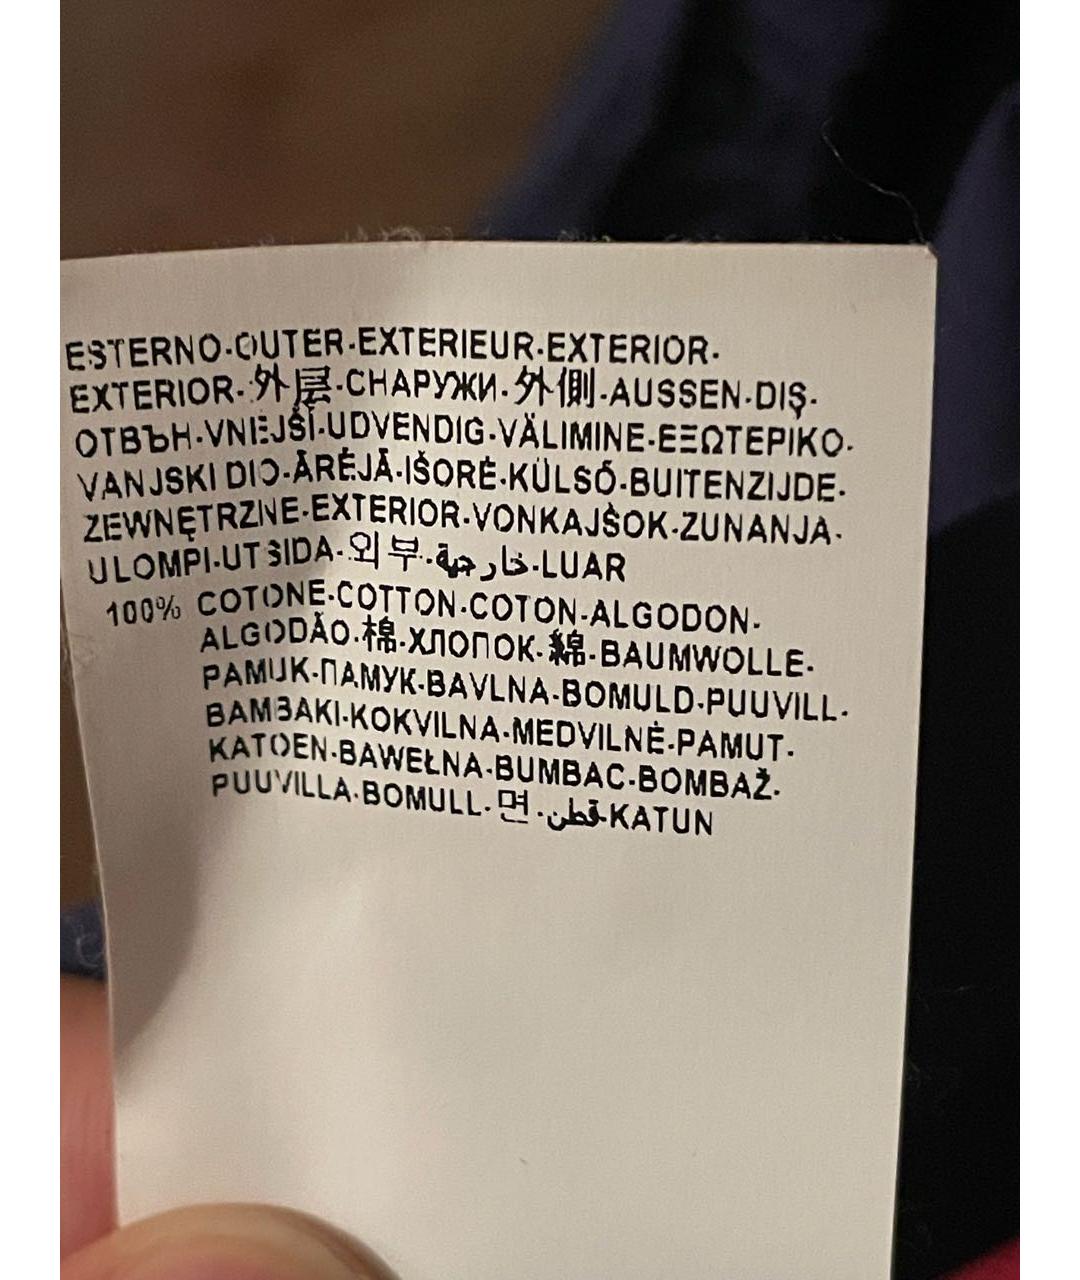 ESTERNO·OUTER·EXTERIEUR·EXTERIOR·
EXTERIOR·外层·СНАРУЖИ·外側·AUSSEN·DIŞ·
ОТВЪН·VNEJŠÍ·UDVENDIG·VÄLIMINE·ΕΞΩΤΕΡΙΚΟ·
VANJSKI DIO·ĀRĒJĀ·IŠORĖ·KÜLSŐ·BUITENZIJDE·
ZEWNĘTRZNE·EXTERIOR·VONKAJŠOK·ZUNANJA·
ULOMPI·UTSIDA·외부·خارجية·LUAR
100% COTONE·COTTON·COTON·ALGODON·
ALGODÃO·棉·ХЛОПОК·綿·BAUMWOLLE·
PAMUK·ПАМУК·BAVLNA·BOMULD·PUUVILL·
BAMBAKI·KOKVILNA·MEDVILNĖ·PAMUT·
KATOEN·BAWEŁNA·BUMBAC·BOMBAŽ·
PUUVILLA·BOMULL·면·قطن·KATUN